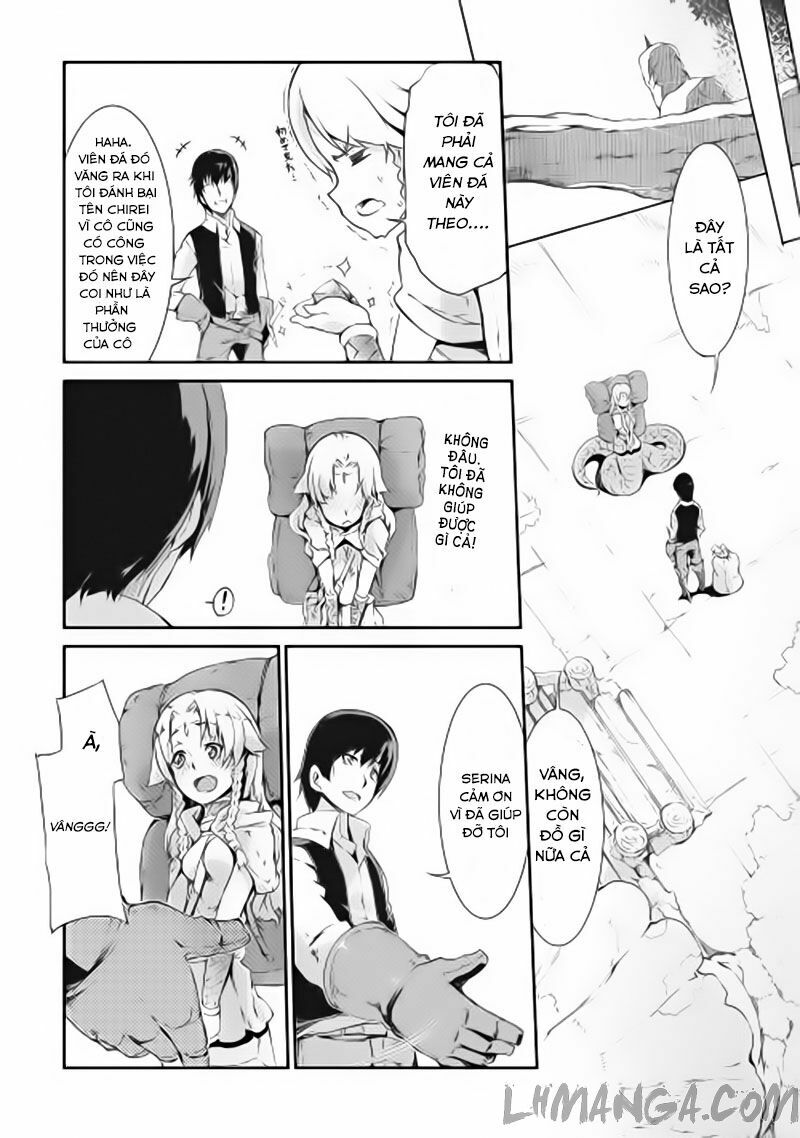 ĐÂY
LÀ TẤT
CẢ
SAO?
VÂNG,
KHÔNG
CÒN
ĐỒ GÌ
NỮA CẢ
TÔI ĐÃ
PHẢI
MANG CẢ
VIÊN ĐÁ
NÀY
THEO....
HAHA.
VIÊN ĐÁ ĐÓ
VĂNG RA KHI
TÔI ĐÁNH BẠI
TÊN CHIREI
VÌ CÔ CŨNG
CÓ CÔNG
TRONG VIỆC
ĐÓ NÊN ĐÂY
COI NHƯ LÀ
PHẦN
THƯỞNG
CỦA CÔ
KHÔNG
ĐÂU.
TÔI ĐÃ
KHÔNG
GIÚP
ĐƯỢC
GÌ CẢ!
!
SERINA
CẢM ƠN
VÌ ĐÃ GIÚP
ĐỠ TÔI
À,
VÂNGGG!
LHMANGA.COM